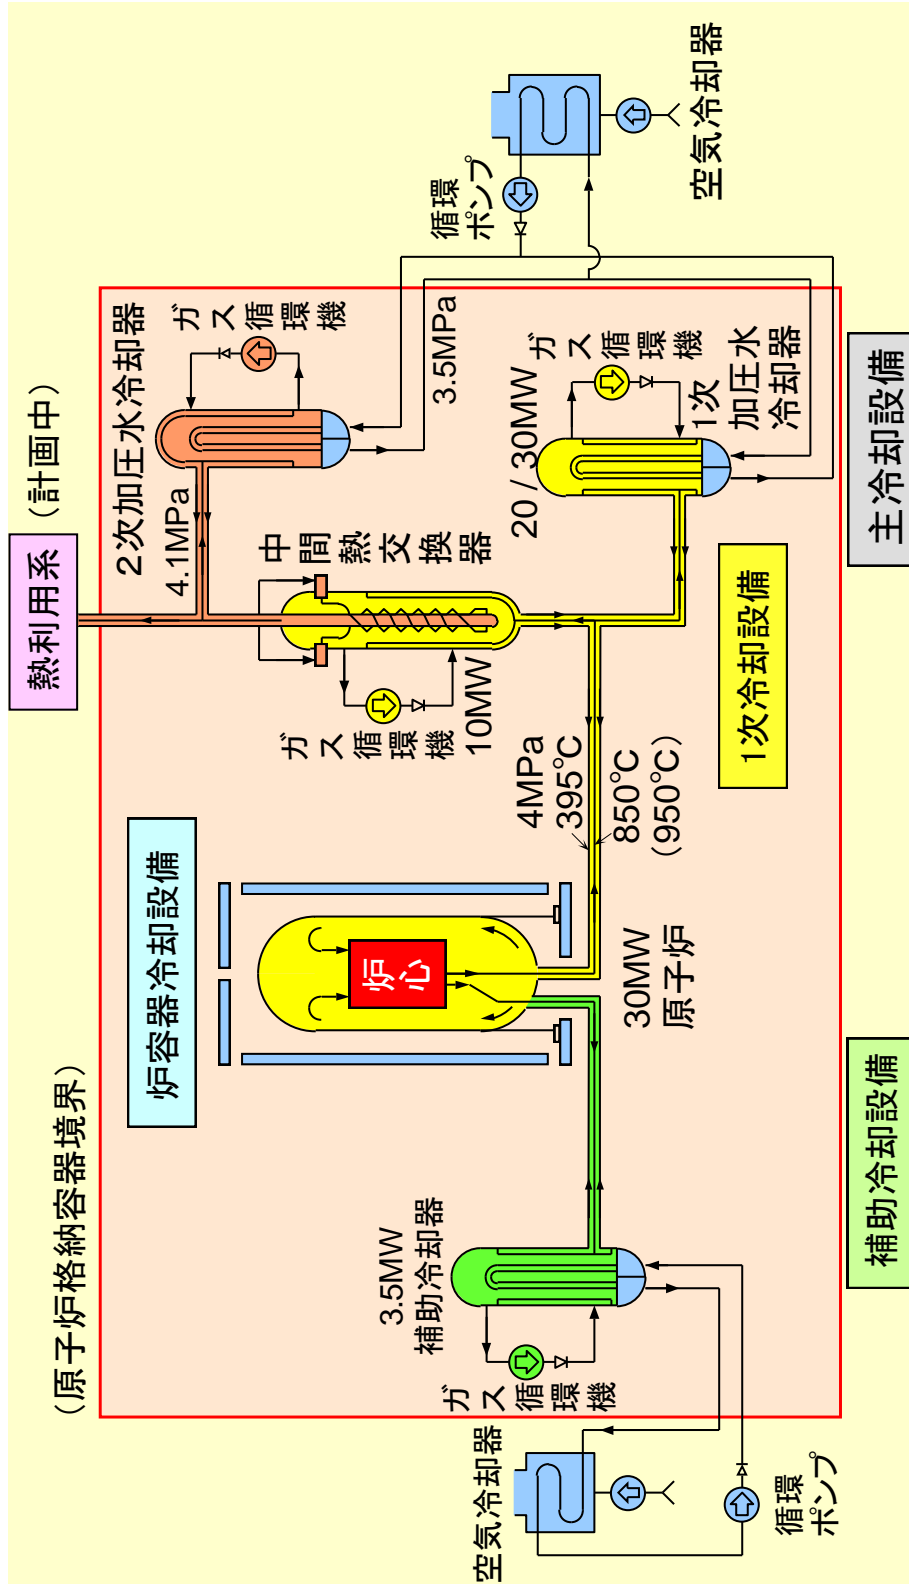 （原子炉格納容器境界）
炉容器冷却設備
熱利用系
（計画中）
2次加圧水冷却器
ガス循環機
4.1MPa
3.5MPa
循環
ポンプ
空気冷却器
中間熱交換器
ガス循環機
10MW
20 / 30MW
ガス循環機
1次
加圧水
冷却器
4MPa
395℃
850℃
（950℃）
炉心
30MW
原子炉
3.5MW
補助冷却器
ガス循環機
空気冷却器
循環
ポンプ
補助冷却設備
1次冷却設備
主冷却設備